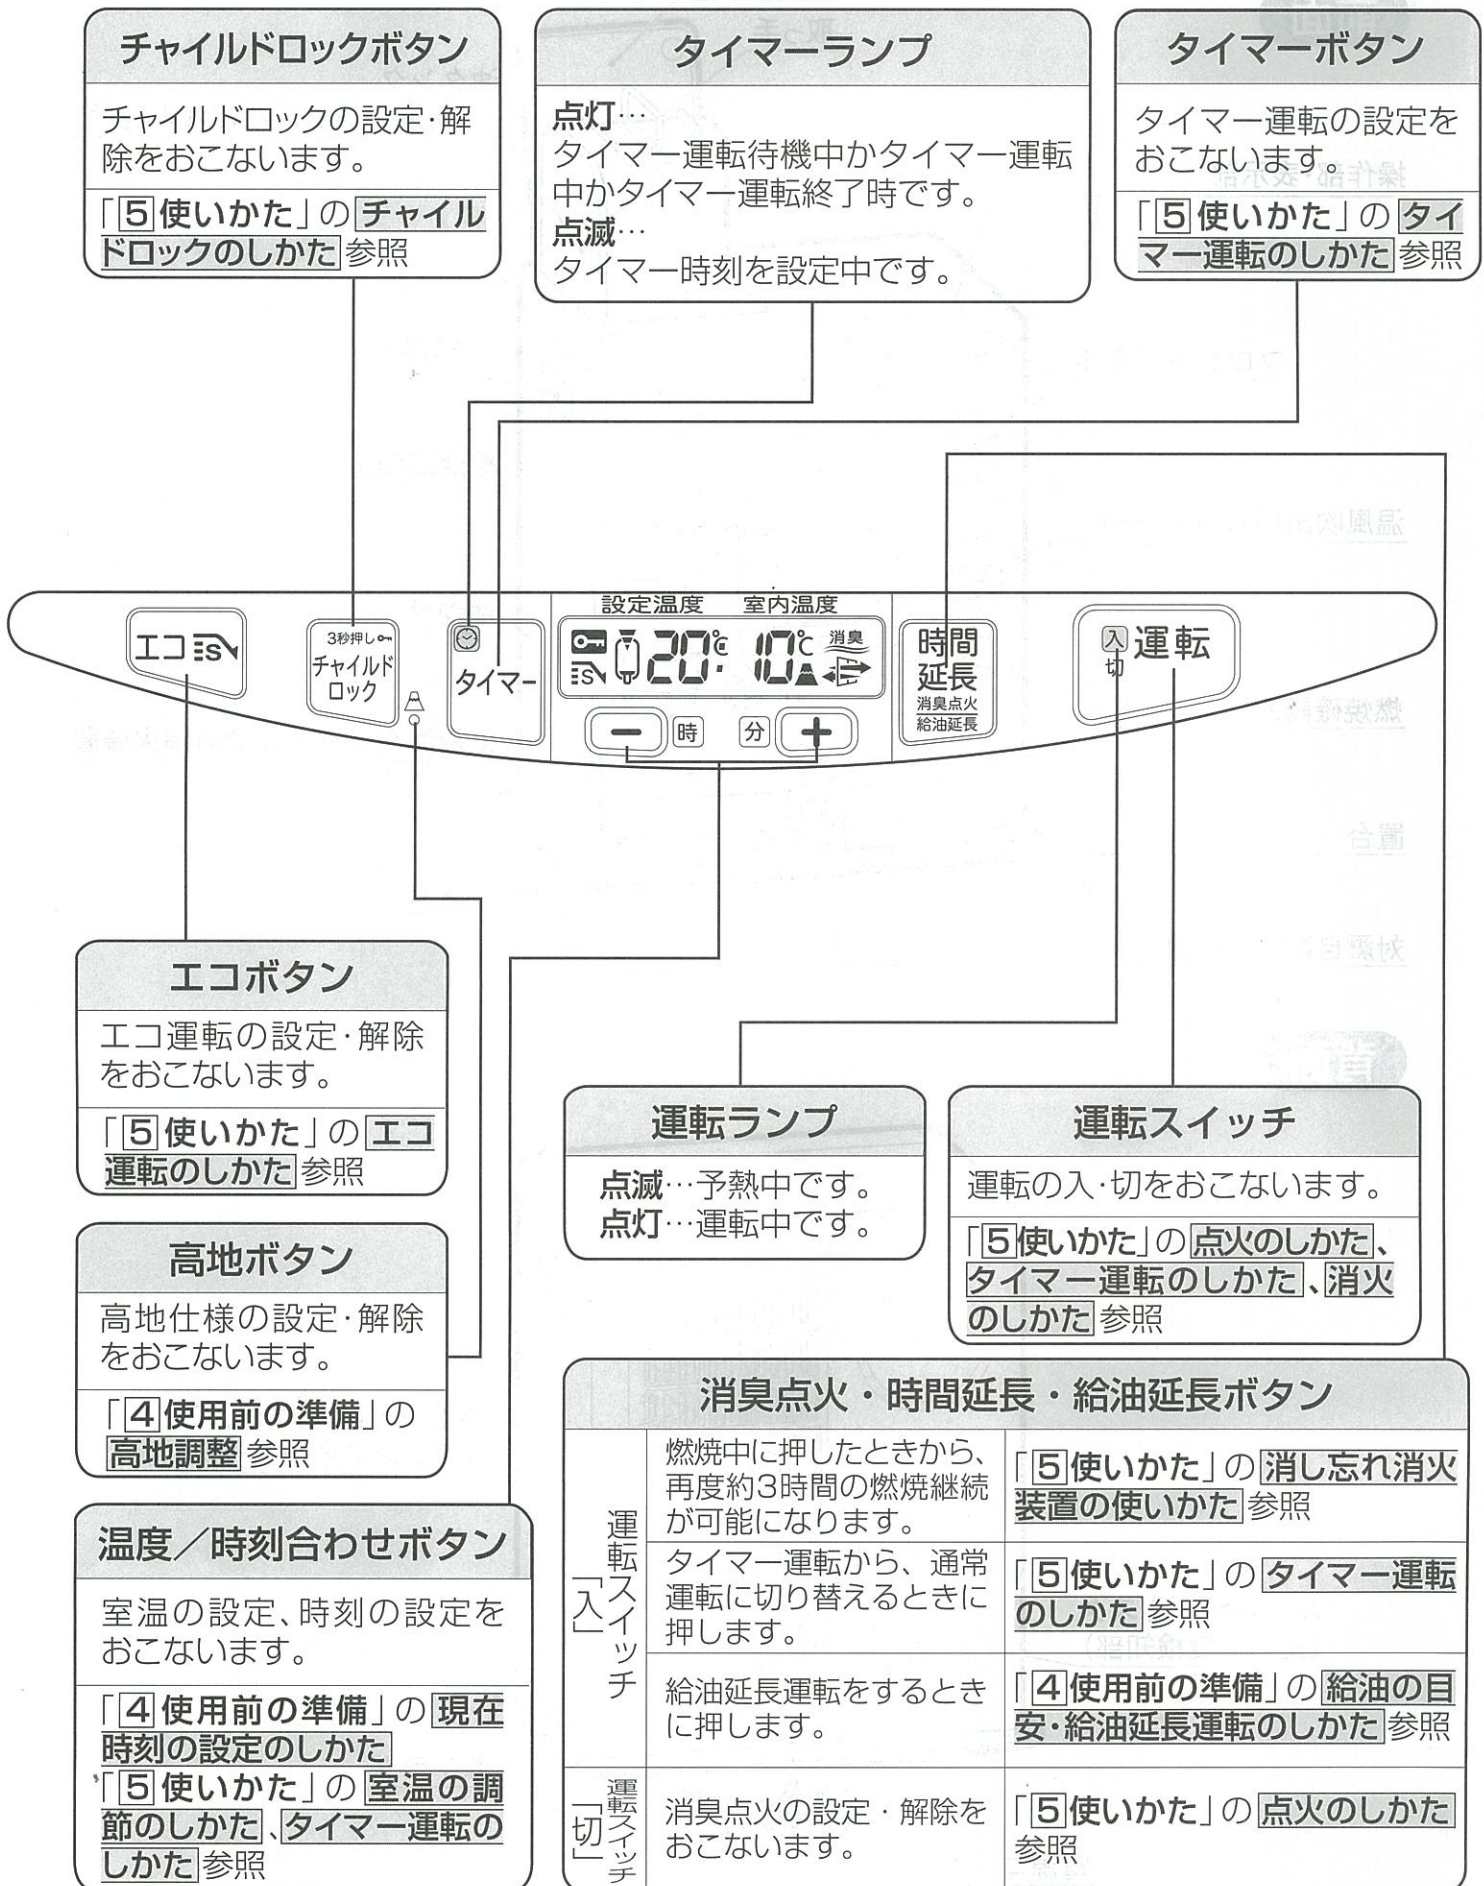 チャイルドロックボタン
チャイルドロックの設定・解
除をおこないます。
「5使いかた」のチャイル
ドロックのしかた参照
タイマーランプ
点灯…
タイマー運転待機中かタイマー運転
中かタイマー運転終了時です。
点滅…
タイマー時刻を設定中です。
タイマーボタン
タイマー運転の設定を
おこないます。
「5使いかた」のタイ
マー運転のしかた参照
エコ
3秒押し
チャイルド
ロック
タイマー
設定温度 室内温度
20℃ 10℃ 消臭
− 時 分 +
時間
延長
消臭点火
給油延長
入 運転
切
エコボタン
エコ運転の設定・解除
をおこないます。
「5使いかた」のエコ
運転のしかた参照
高地ボタン
高地仕様の設定・解除
をおこないます。
「4使用前の準備」の
高地調整参照
温度／時刻合わせボタン
室温の設定、時刻の設定を
おこないます。
「4使用前の準備」の現在
時刻の設定のしかた
「5使いかた」の室温の調
節のしかた、タイマー運転の
しかた参照
運転ランプ
点滅…予熱中です。
点灯…運転中です。
運転スイッチ
運転の入・切をおこないます。
「5使いかた」の点火のしかた、
タイマー運転のしかた、消火
のしかた参照
消臭点火・時間延長・給油延長ボタン
運転スイッチ
「入」
燃焼中に押したときから、
再度約3時間の燃焼継続
が可能になります。
「5使いかた」の消し忘れ消火
装置の使いかた参照
タイマー運転から、通常
運転に切り替えるときに
押します。
「5使いかた」のタイマー運転
のしかた参照
給油延長運転をするとき
に押します。
「4使用前の準備」の給油の目
安・給油延長運転のしかた参照
運転スイッチ
「切」
消臭点火の設定・解除を
おこないます。
「5使いかた」の点火のしかた
参照